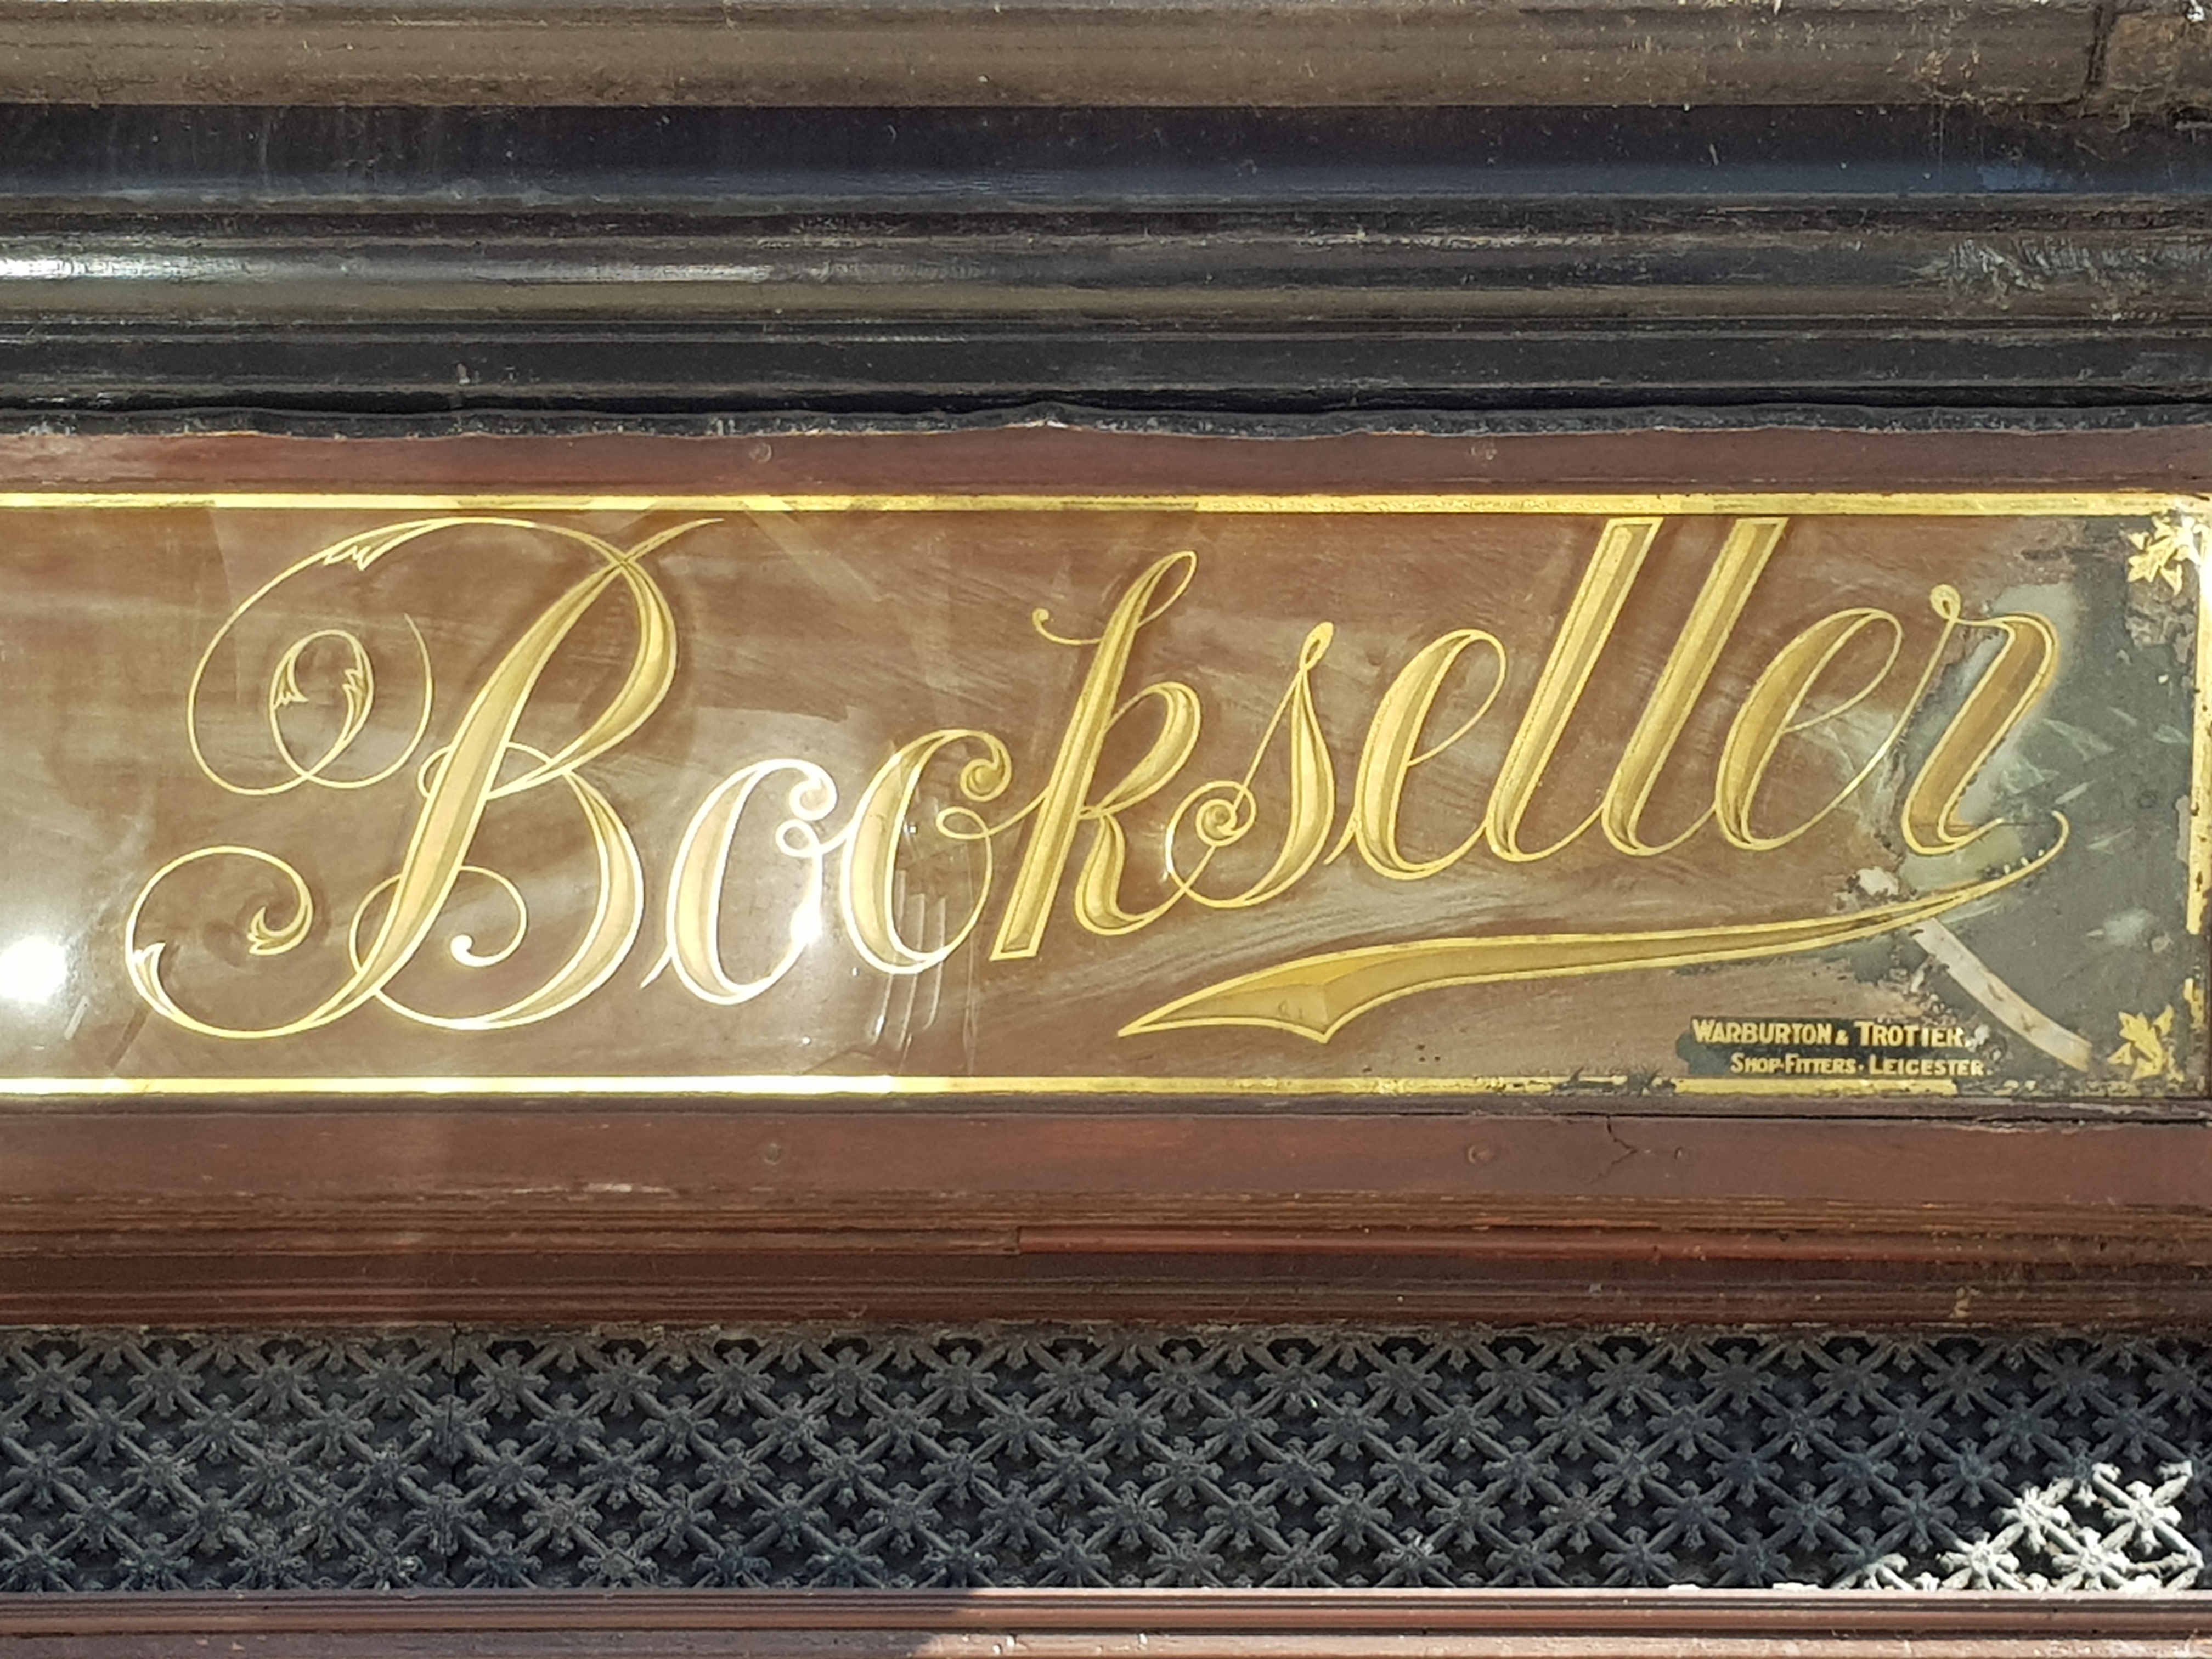 Bookseller
WARBURTON & TROTTER.
SHOP-FITTERS. LEICESTER.